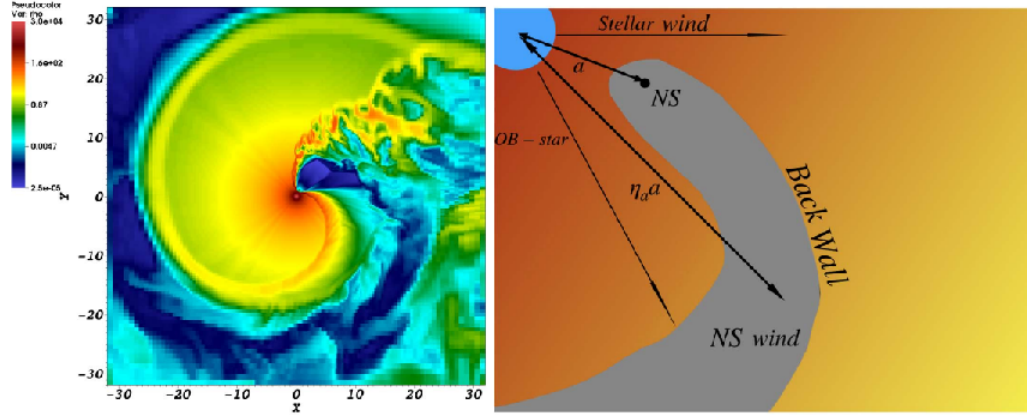 Pseudocolor
Var: rho
3.0e+04
1.6e+02
0.87
0.0047
2.5e-05
30
20
10
0
-10
-20
-30
Y
-30
-20
-10
0
10
20
30
X
Stellar wind
a
NS
OB-star
ηₐa
Back Wall
NS wind